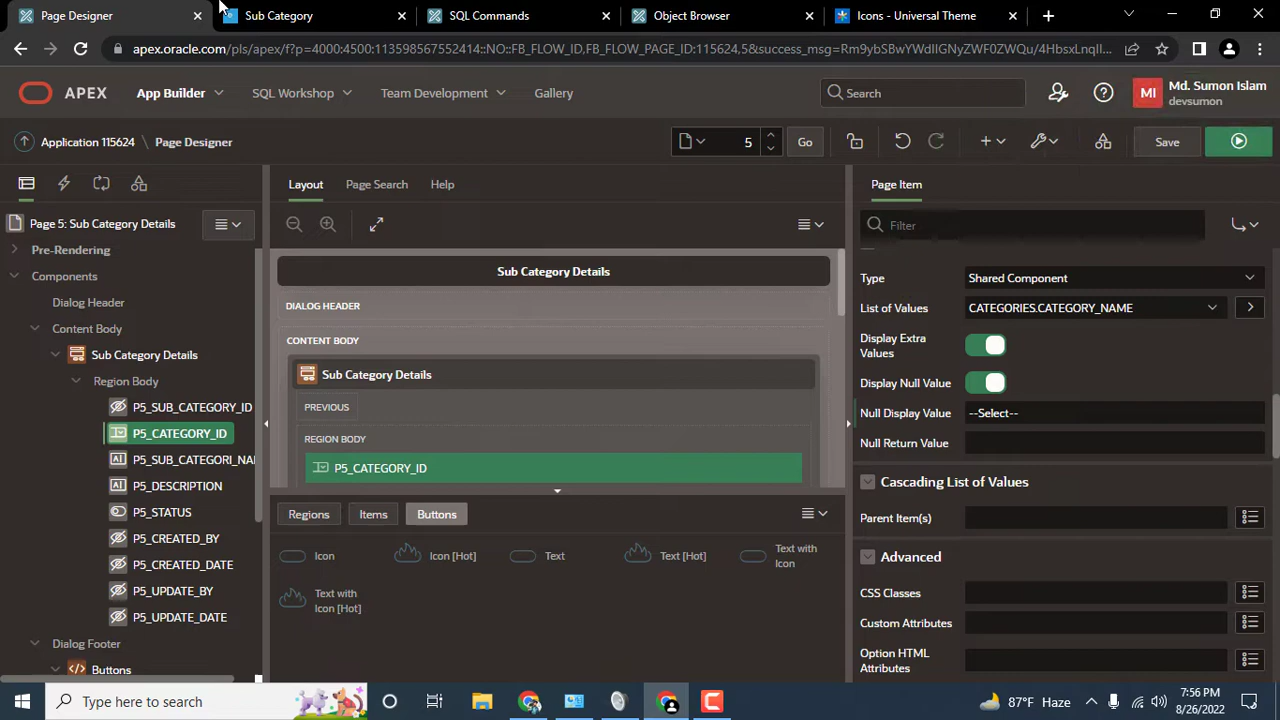 Page Designer
Sub Category
SQL Commands
Object Browser
Icons - Universal Theme
apex.oracle.com/pls/apex/f?p=4000:4500:113598567552414::NO::FB_FLOW_ID,FB_FLOW_PAGE_ID:115624,5&success_msg=Rm9ybSBwYWdlIGNyZWF0ZWQu/4HbsXc...
APEX
App Builder
SQL Workshop
Team Development
Gallery
Search
MI
Md. Sumon Islam
devsumon
Application 115624
Page Designer
5
Go
Save
Layout
Page Search
Help
Page Item
Page 5: Sub Category Details
Filter
Pre-Rendering
Components
Dialog Header
Content Body
Sub Category Details
Region Body
P5_SUB_CATEGORY_ID
P5_CATEGORY_ID
P5_SUB_CATEGORI_NA
P5_DESCRIPTION
P5_STATUS
P5_CREATED_BY
P5_CREATED_DATE
P5_UPDATE_BY
P5_UPDATE_DATE
Dialog Footer
Buttons
Sub Category Details
DIALOG HEADER
CONTENT BODY
Sub Category Details
PREVIOUS
REGION BODY
P5_CATEGORY_ID
Regions
Items
Buttons
Icon
Icon [Hot]
Text
Text [Hot]
Text with
Icon
Text with
Icon [Hot]
Type
Shared Component
List of Values
CATEGORIES.CATEGORY_NAME
Display Extra
Values
Display Null Value
Null Display Value
--Select--
Null Return Value
Cascading List of Values
Parent Item(s)
Advanced
CSS Classes
Custom Attributes
Option HTML
Attributes
Type here to search
87°F Haze
7:56 PM
8/26/2022